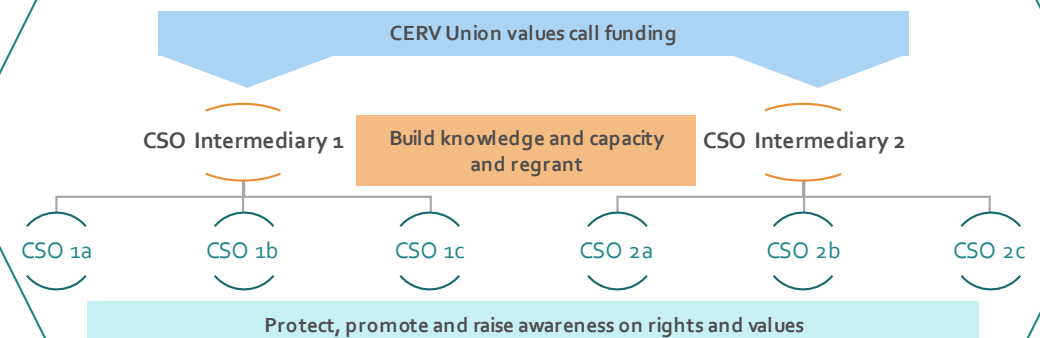 CERV Union values call funding
CSO Intermediary 1
Build knowledge and capacity
and regrant
CSO Intermediary 2
CSO 1a
CSO 1b
CSO 1c
CSO 2a
CSO 2b
CSO 2c
Protect, promote and raise awareness on rights and values